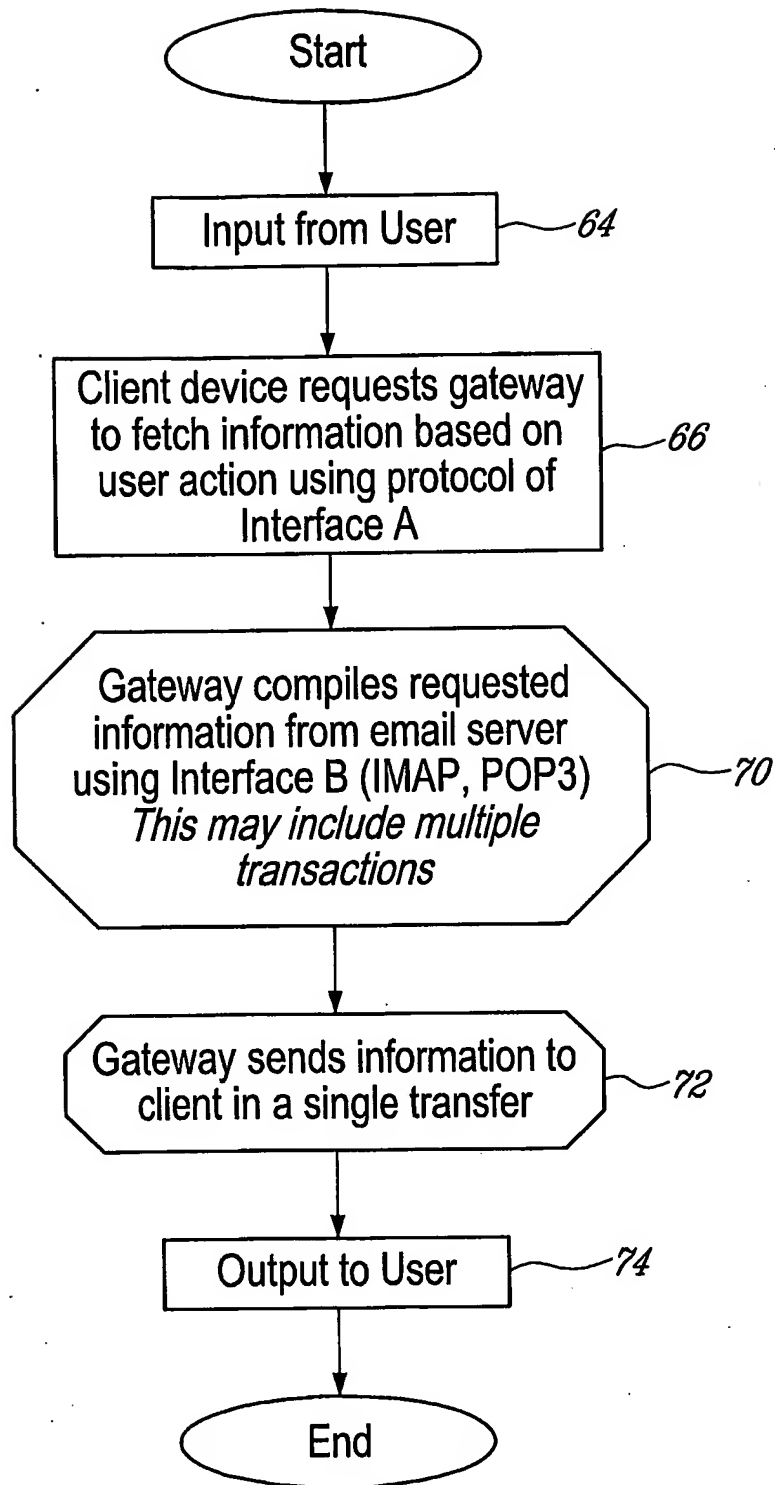 Start
Input from User
64
Client device requests gateway
to fetch information based on
user action using protocol of
Interface A
66
Gateway compiles requested
information from email server
using Interface B (IMAP, POP3)
This may include multiple
transactions
70
Gateway sends information to
client in a single transfer
72
Output to User
74
End